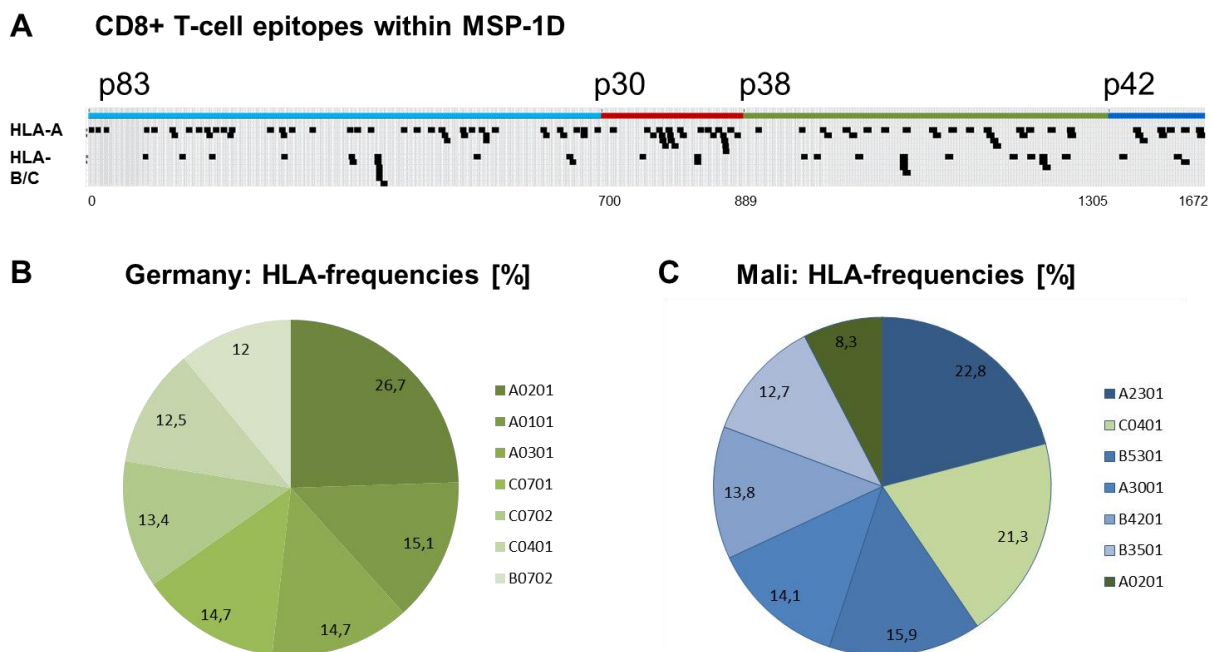 A CD8+ T-cell epitopes within MSP-1D
p83 p30 p38 p42
HLA-A
HLA-
B/C
0 700 889 1305 1672
B Germany: HLA-frequencies [%]
26,7
15,1
14,7
14,7
13,4
12,5
12
A0201
A0101
A0301
C0701
C0702
C0401
B0702
C Mali: HLA-frequencies [%]
22,8
21,3
15,9
14,1
13,8
12,7
8,3
A2301
C0401
B5301
A3001
B4201
B3501
A0201